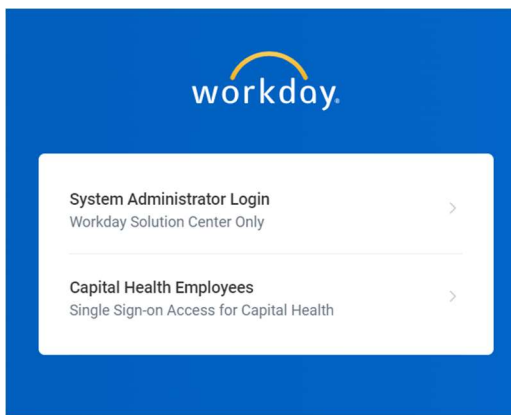 workday.
System Administrator Login
Workday Solution Center Only
Capital Health Employees
Single Sign-on Access for Capital Health